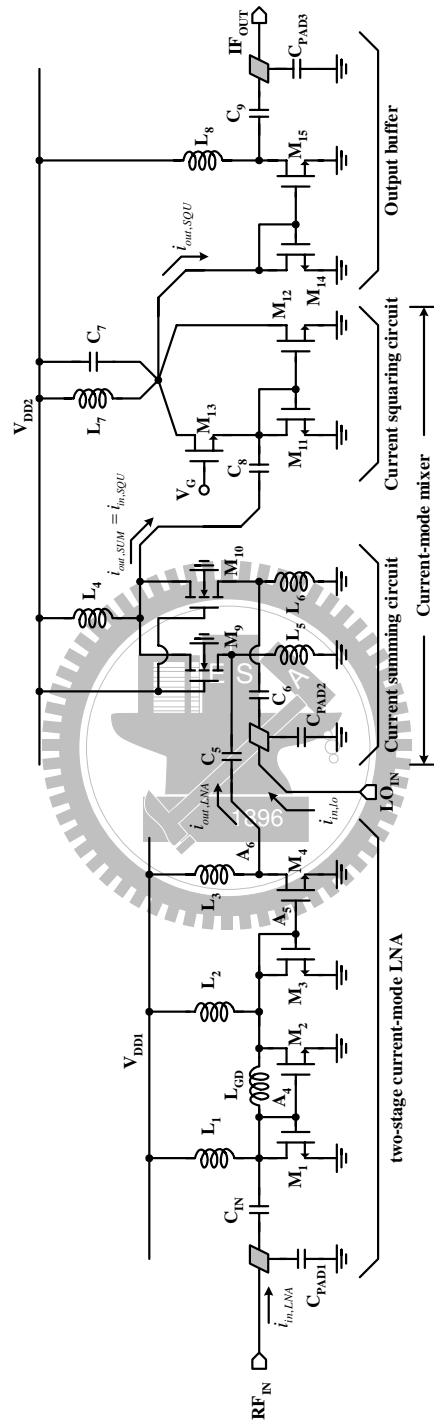 RF_IN
i_in,LNA
C_PAD1
C_IN
V_DD1
L_1
M_1
A_4
L_GD
M_2
L_2
M_3
A_5
M_4
L_3
A_6
i_out,LNA
two-stage current-mode LNA
C_5
i_in,lo
LO_IN
C_PAD2
C_6
M_9
L_5
M_10
L_6
L_4
V_DD2
i_out,SUM = i_in,SQU
Current summing circuit
C_8
V_G
M_13
M_11
M_12
L_7
C_7
Current squaring circuit
Current-mode mixer
i_out,SQU
M_14
M_15
L_8
C_9
C_PAD3
IF_OUT
Output buffer
E S
A
1896